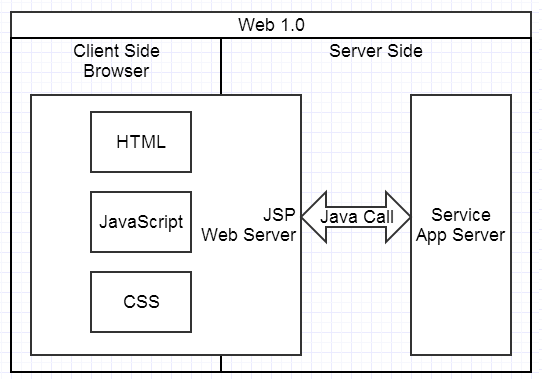 Web 1.0
Client Side
Browser
Server Side
HTML
JavaScript
CSS
JSP
Web Server
Java Call
Service
App Server